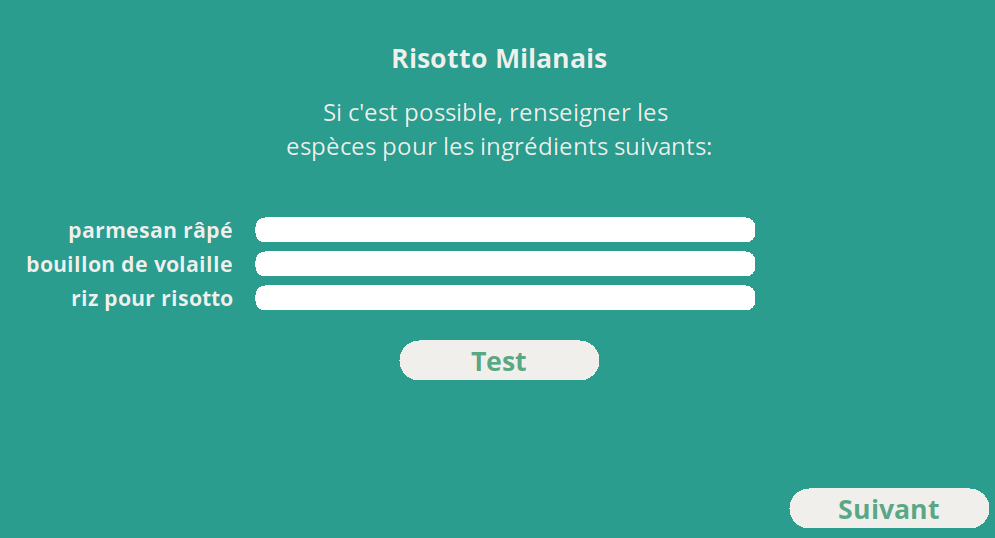 Risotto Milanais
Si c'est possible, renseigner les
espèces pour les ingrédients suivants:
parmesan râpé
bouillon de volaille
riz pour risotto
Test
Suivant